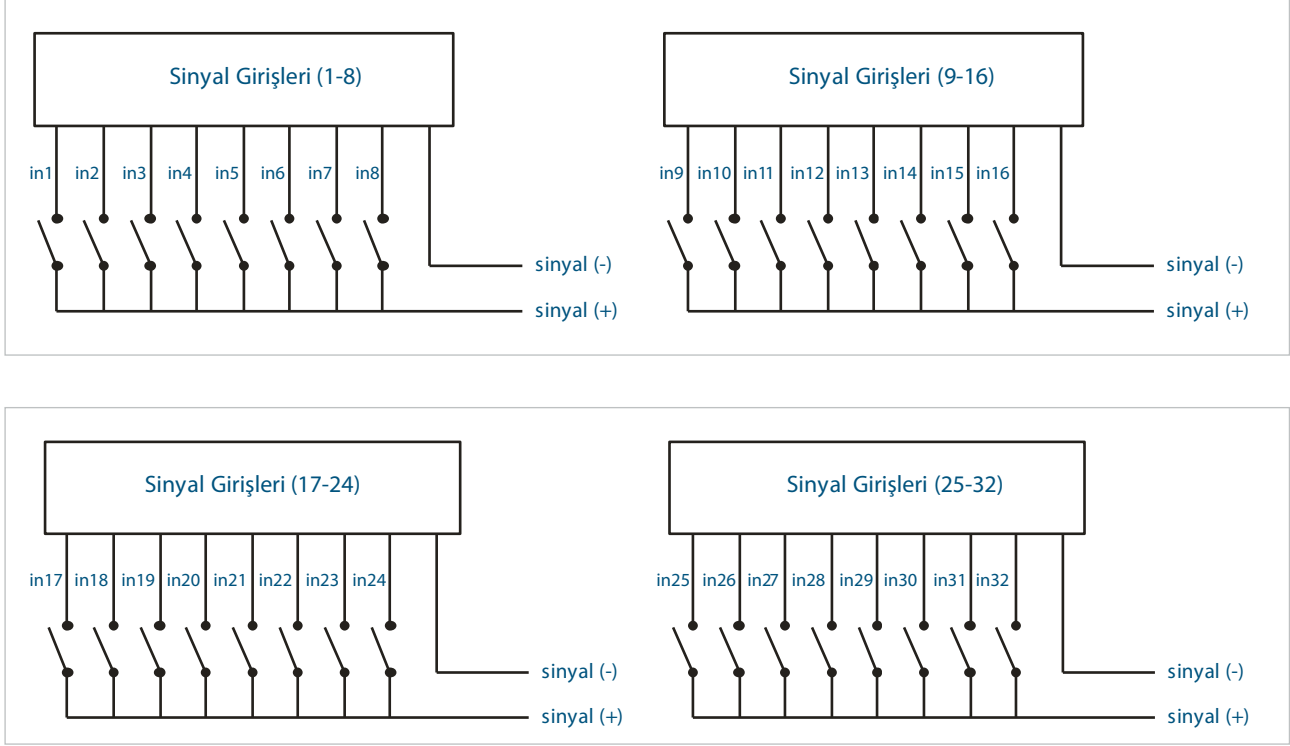 Sinyal Girişleri (1-8)
in1 in2 in3 in4 in5 in6 in7 in8
sinyal (-)
sinyal (+)
Sinyal Girişleri (9-16)
in9 in10 in11 in12 in13 in14 in15 in16
sinyal (-)
sinyal (+)
Sinyal Girişleri (17-24)
in17 in18 in19 in20 in21 in22 in23 in24
sinyal (-)
sinyal (+)
Sinyal Girişleri (25-32)
in25 in26 in27 in28 in29 in30 in31 in32
sinyal (-)
sinyal (+)